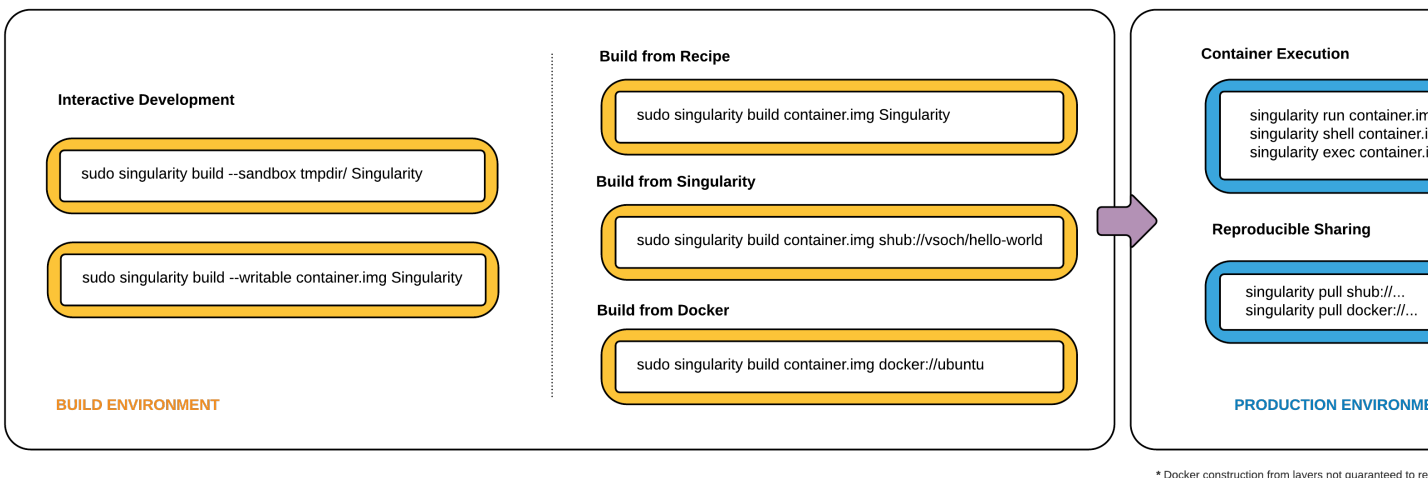 Interactive Development
sudo singularity build --sandbox tmpdir/ Singularity
sudo singularity build --writable container.img Singularity
BUILD ENVIRONMENT
Build from Recipe
sudo singularity build container.img Singularity
Build from Singularity
sudo singularity build container.img shub://vsoch/hello-world
Build from Docker
sudo singularity build container.img docker://ubuntu
Container Execution
singularity run
singularity shell
singularity exec
Reproducible Sharing
singularity pull shub://...
singularity pull docker://...
PRODUCTION
* Docker construction from layers not guaranteed to